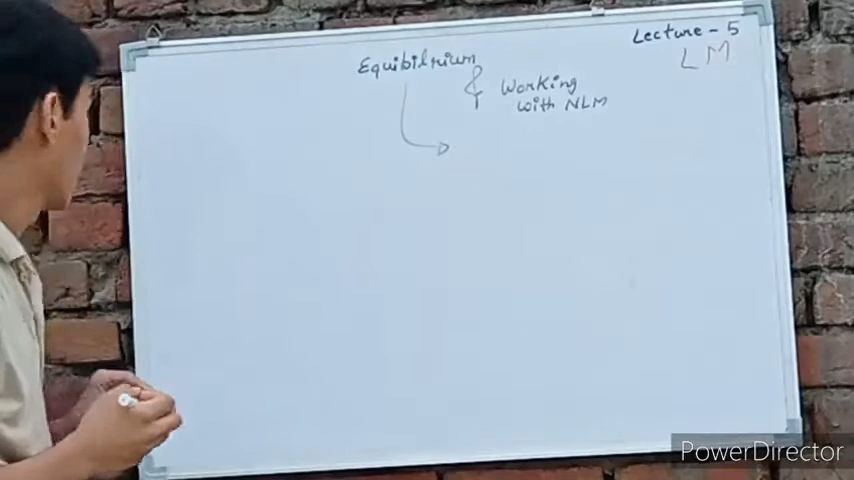 Lecture - 5
LM
Equibilrium
& Working
with NLM
PowerDirector